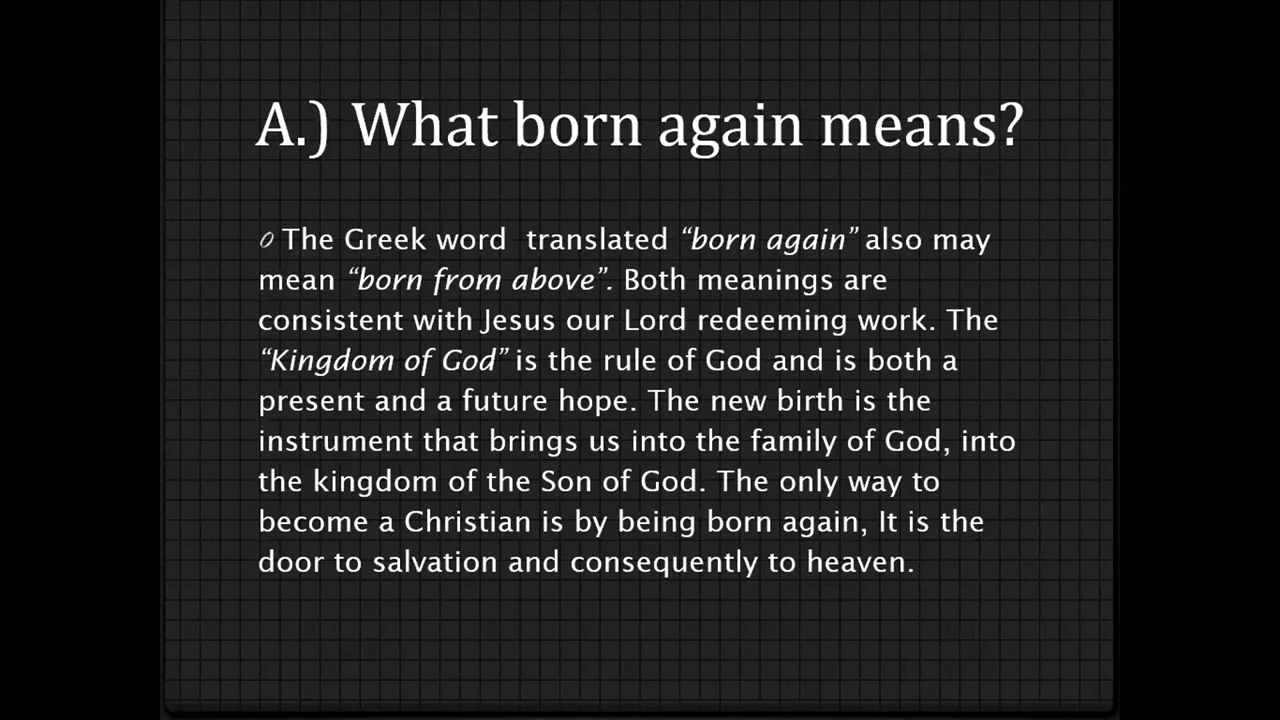 A.) What born again means?
The Greek word translated “born again” also may
mean “born from above”. Both meanings are
consistent with Jesus our Lord redeeming work. The
“Kingdom of God” is the rule of God and is both a
present and a future hope. The new birth is the
instrument that brings us into the family of God, into
the kingdom of the Son of God. The only way to
become a Christian is by being born again, It is the
door to salvation and consequently to heaven.